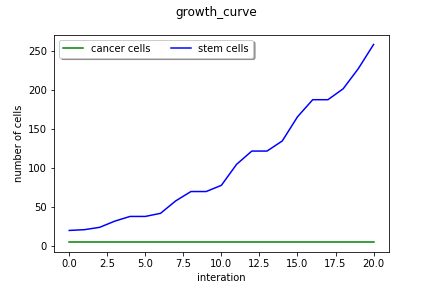 growth_curve
cancer cells stem cells
number of cells
250
200
150
100
50
0
0.0 2.5 5.0 7.5 10.0 12.5 15.0 17.5 20.0
interation